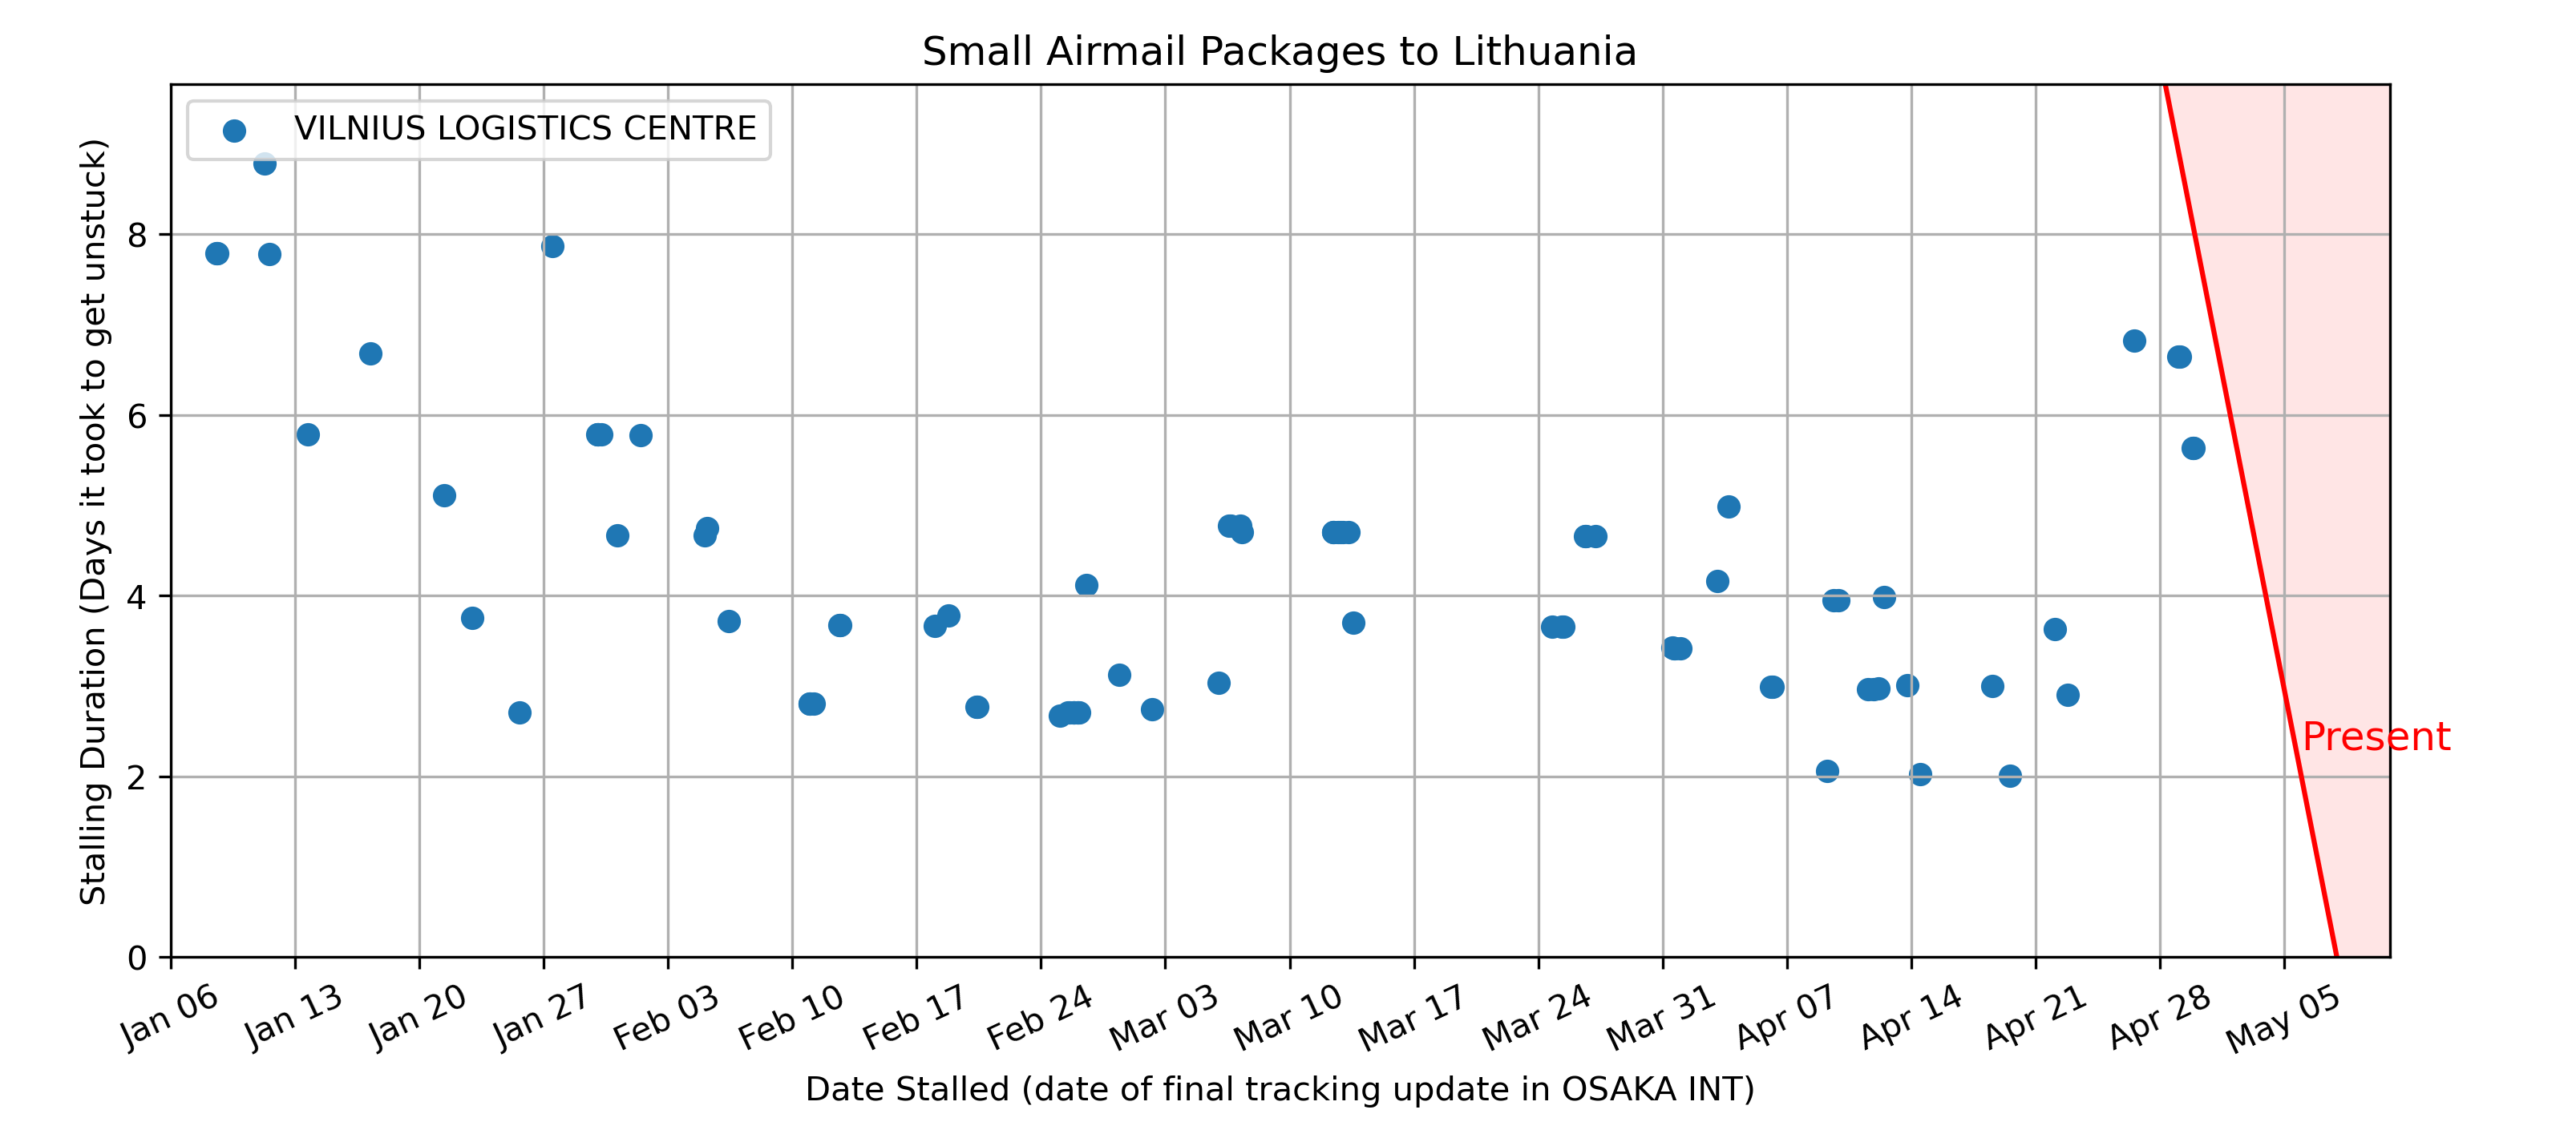 Small Airmail Packages to Lithuania
VILNIUS LOGISTICS CENTRE
Stalling Duration (Days it took to get unstuck)
8
6
4
2
0
Present
Jan 06
Jan 13
Jan 20
Jan 27
Feb 03
Feb 10
Feb 17
Feb 24
Mar 03
Mar 10
Mar 17
Mar 24
Mar 31
Apr 07
Apr 14
Apr 21
Apr 28
May 05
Date Stalled (date of final tracking update in OSAKA INT)